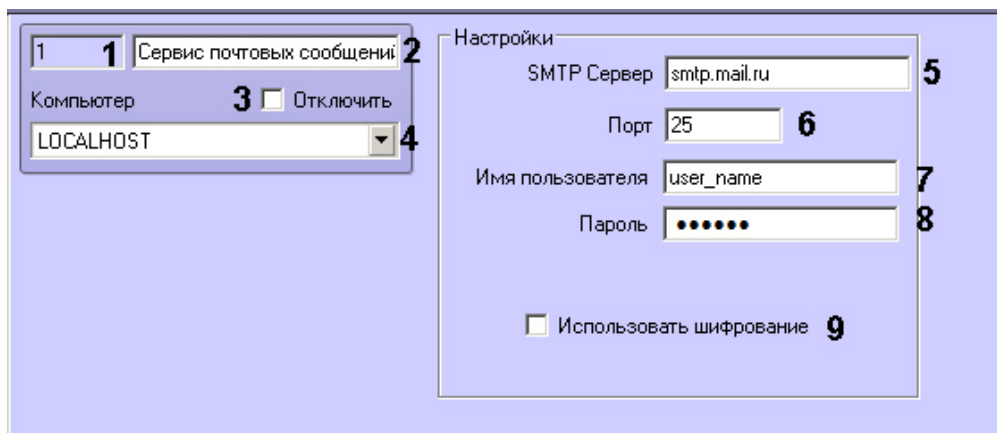 1 1 Сервис почтовых сообщений 2
Компьютер 3 Отключить
LOCALHOST 4
Настройки
SMTP Сервер smtp.mail.ru 5
Порт 25 6
Имя пользователя user_name 7
Пароль •••••• 8
Использовать шифрование 9